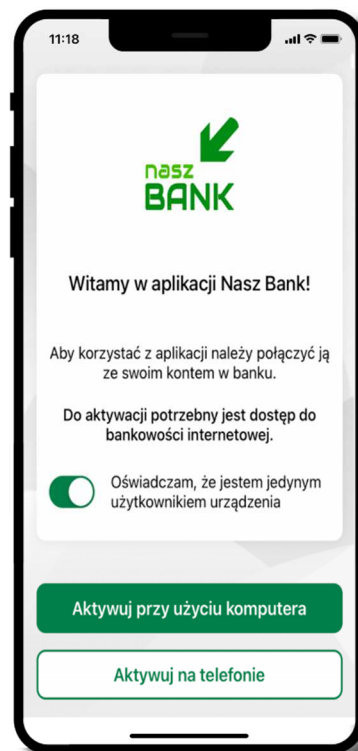 11:18
nasz
BANK
Witamy w aplikacji Nasz Bank!
Aby korzystać z aplikacji należy połączyć ją
ze swoim kontem w banku.
Do aktywacji potrzebny jest dostęp do
bankowości internetowej.
Oświadczam, że jestem jedynym
użytkownikiem urządzenia
Aktywuj przy użyciu komputera
Aktywuj na telefonie